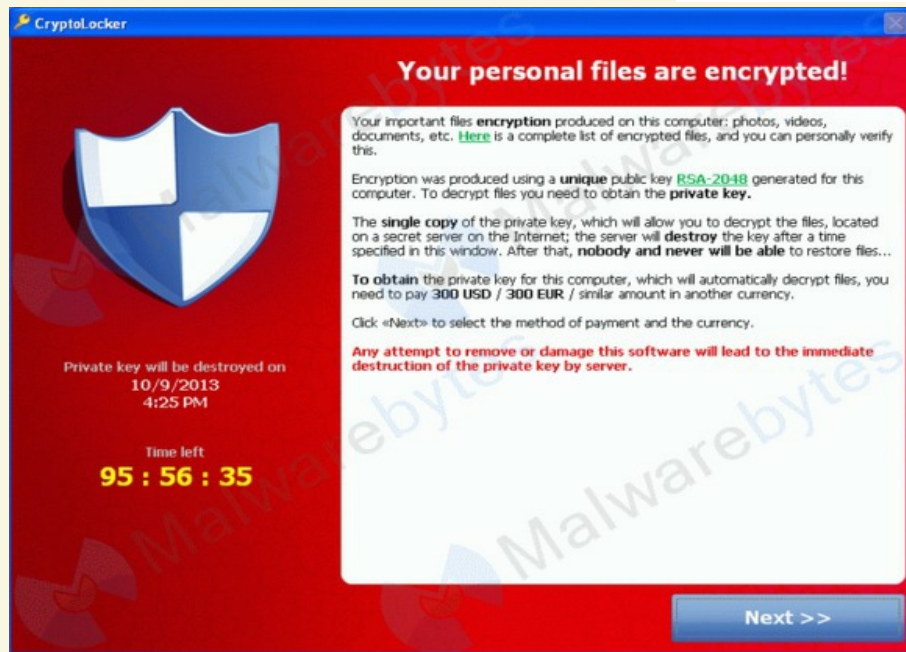 CryptoLocker
Your personal files are encrypted!
Your important files encryption produced on this computer: photos, videos,
documents, etc. Here is a complete list of encrypted files, and you can personally verify
this.
Encryption was produced using a unique public key RSA-2048 generated for this
computer. To decrypt files you need to obtain the private key.
The single copy of the private key, which will allow you to decrypt the files, located
on a secret server on the Internet; the server will destroy the key after a time
specified in this window. After that, nobody and never will be able to restore files...
To obtain the private key for this computer, which will automatically decrypt files, you
need to pay 300 USD / 300 EUR / similar amount in another currency.
Click «Next» to select the method of payment and the currency.
Any attempt to remove or damage this software will lead to the immediate
destruction of the private key by server.
Private key will be destroyed on
10/9/2013
4:25 PM
Time left
95 : 56 : 35
Next >>
Malwarebytes
Malwarebytes
Malwarebytes
Malwarebytes